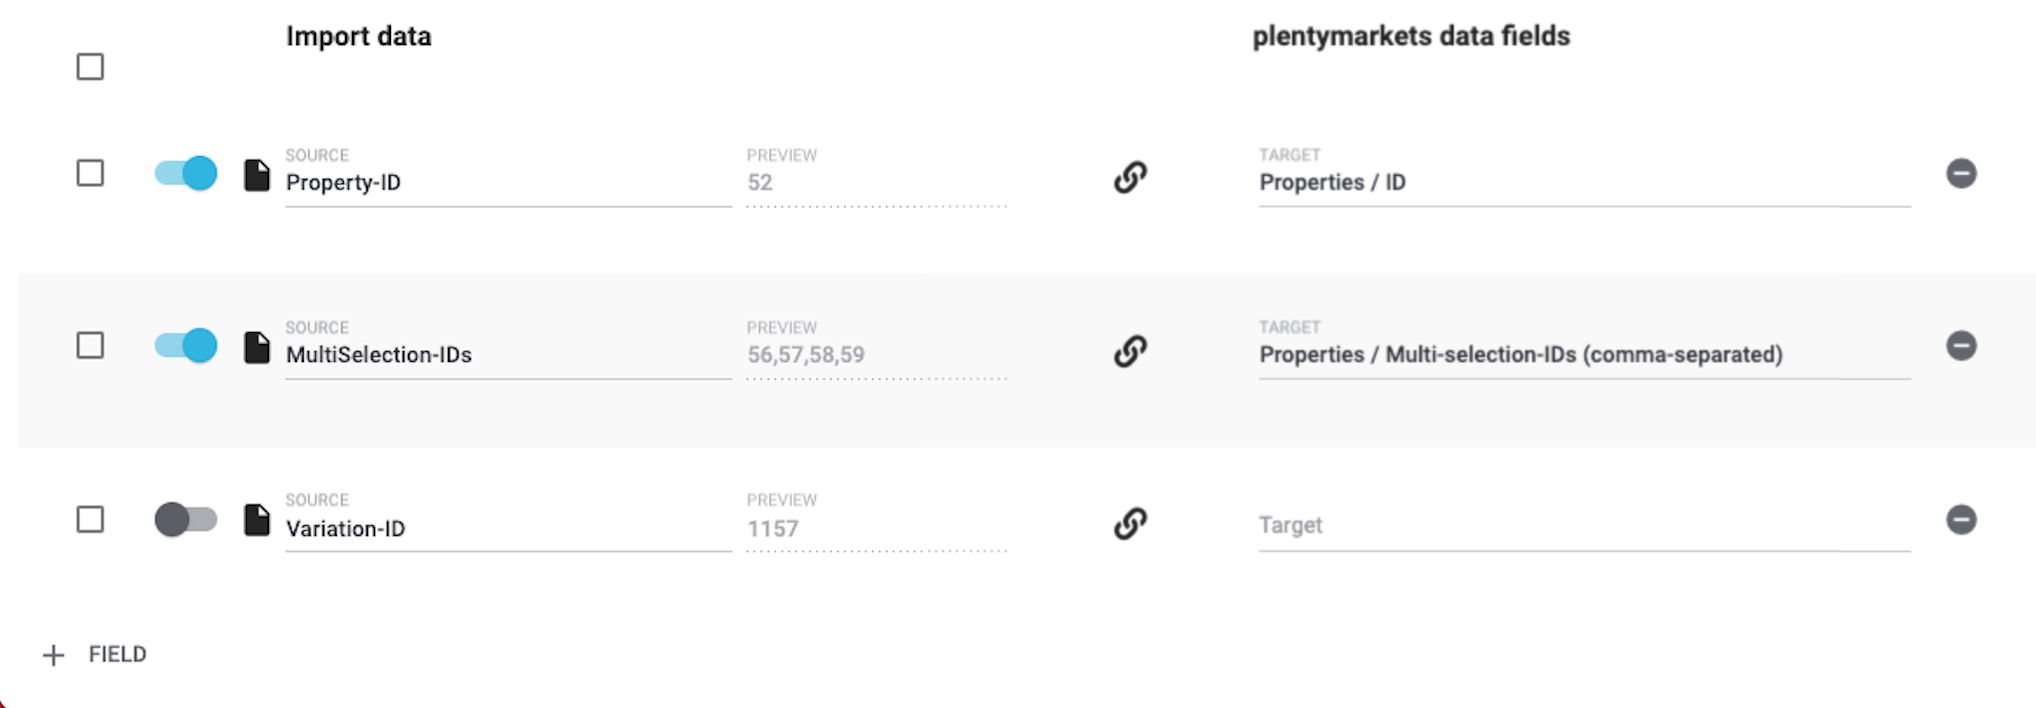 Import data
plentymarkets data fields
SOURCE
Property-ID
PREVIEW
52
TARGET
Properties / ID
SOURCE
MultiSelection-IDs
PREVIEW
56,57,58,59
TARGET
Properties / Multi-selection-IDs (comma-separated)
SOURCE
Variation-ID
PREVIEW
1157
Target
+ FIELD